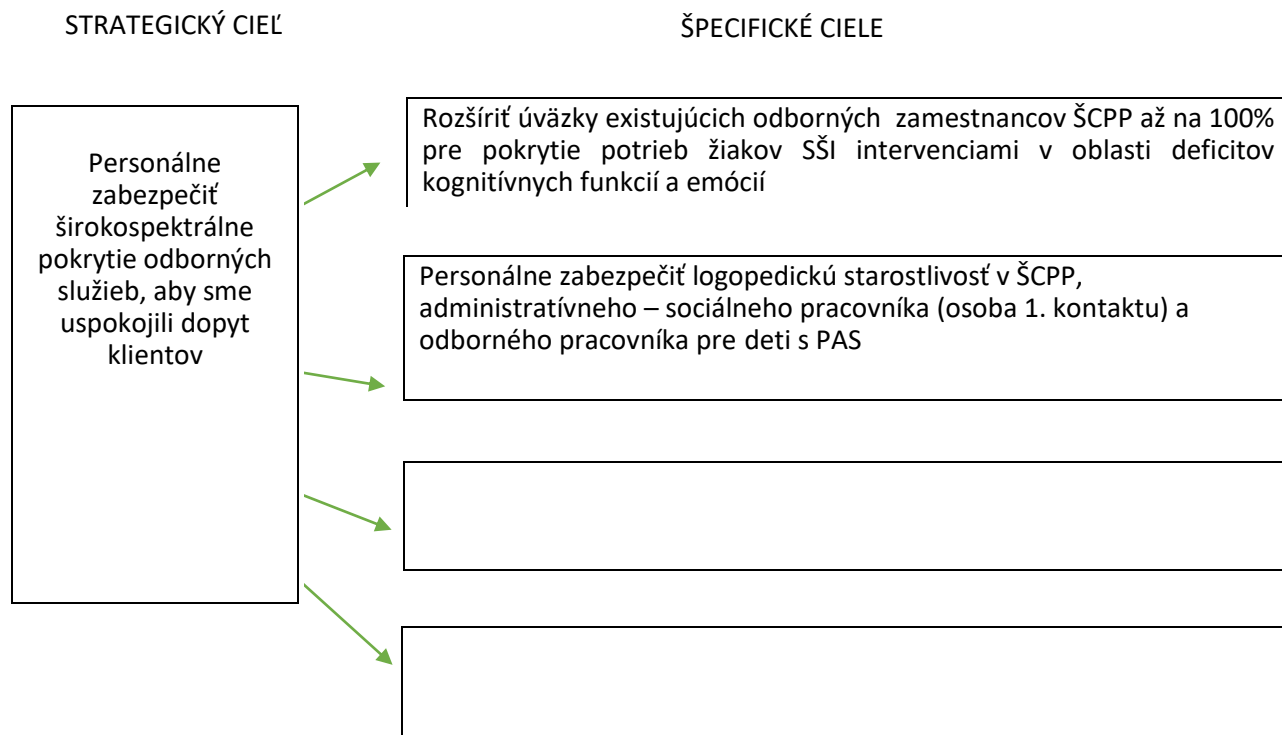 STRATEGICKÝ CIEĽ
ŠPECIFICKÉ CIELE
Personálne
zabezpečiť
širokospektrálne
pokrytie odborných
služieb, aby sme
uspokojili dopyt
klientov
Rozšíriť úväzky existujúcich odborných zamestnancov ŠCPP až na 100%
pre pokrytie potrieb žiakov SŠI intervenciami v oblasti deficitov
kognitívnych funkcií a emócií
Personálne zabezpečiť logopedickú starostlivosť v ŠCPP,
administratívneho – sociálneho pracovníka (osoba 1. kontaktu) a
odborného pracovníka pre deti s PAS